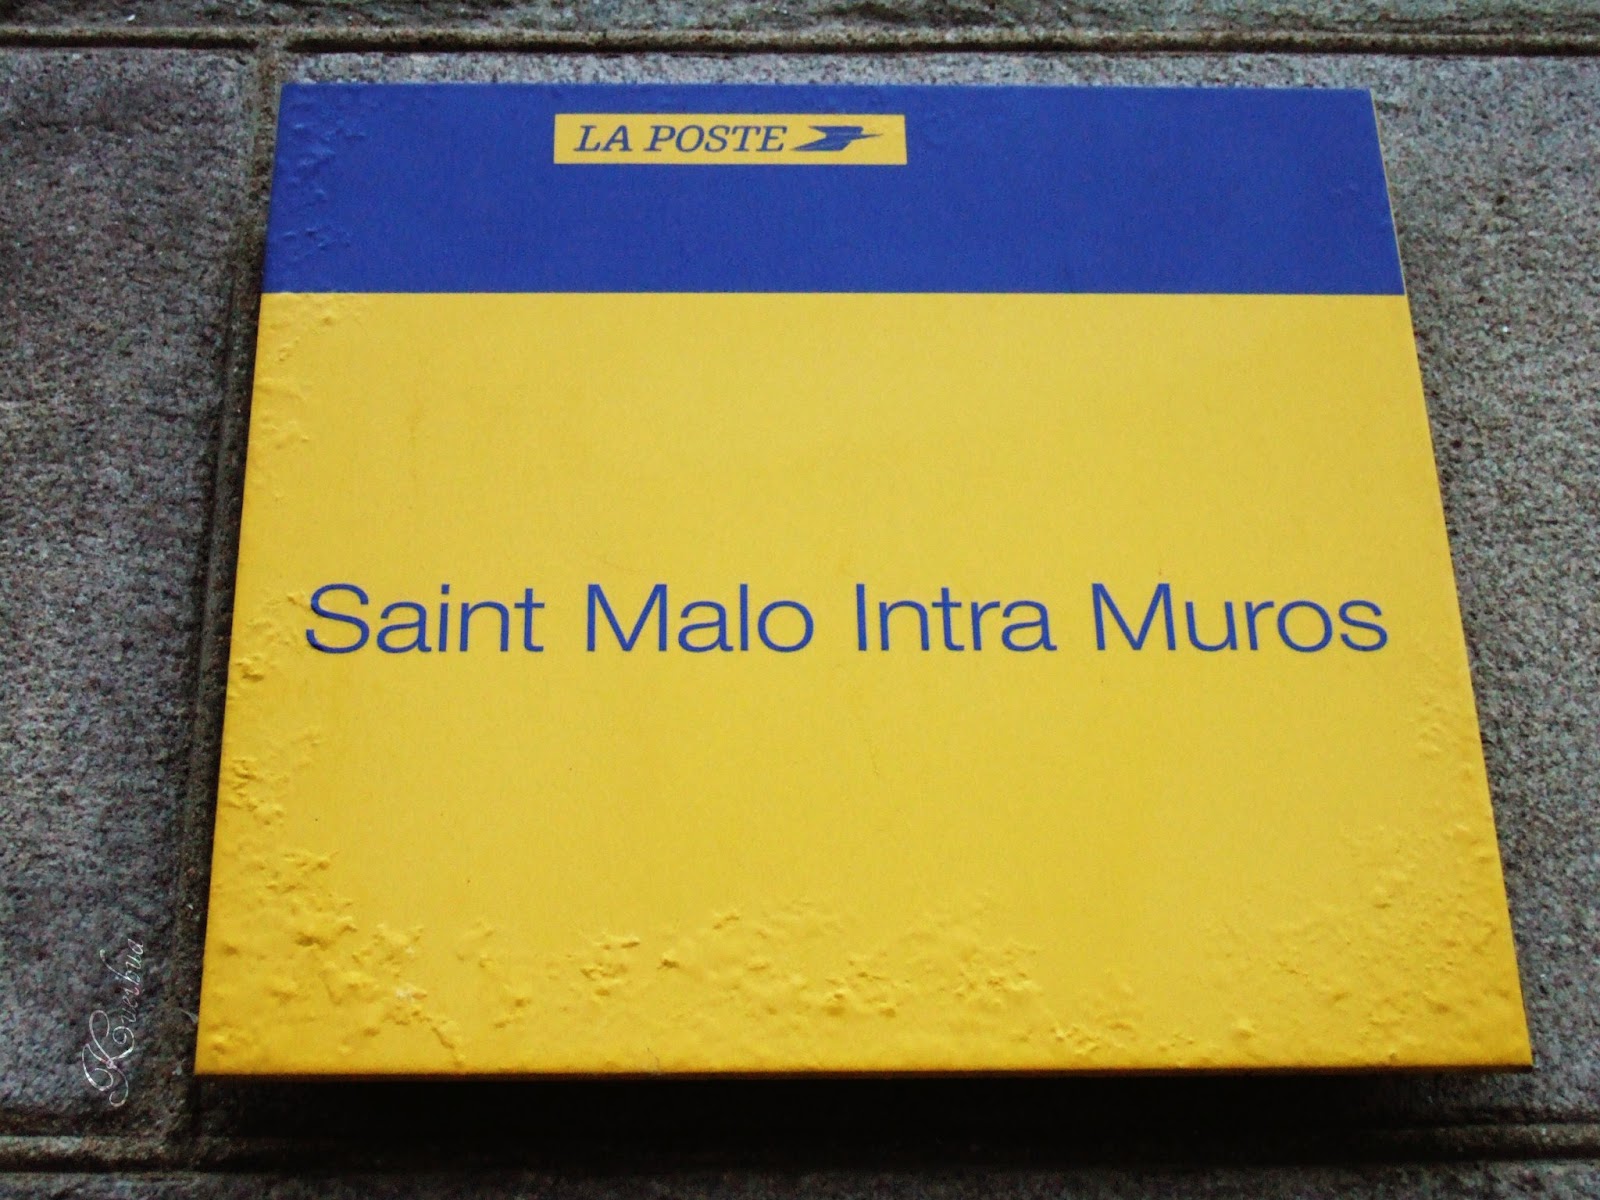 LA POSTE
Saint Malo Intra Muros